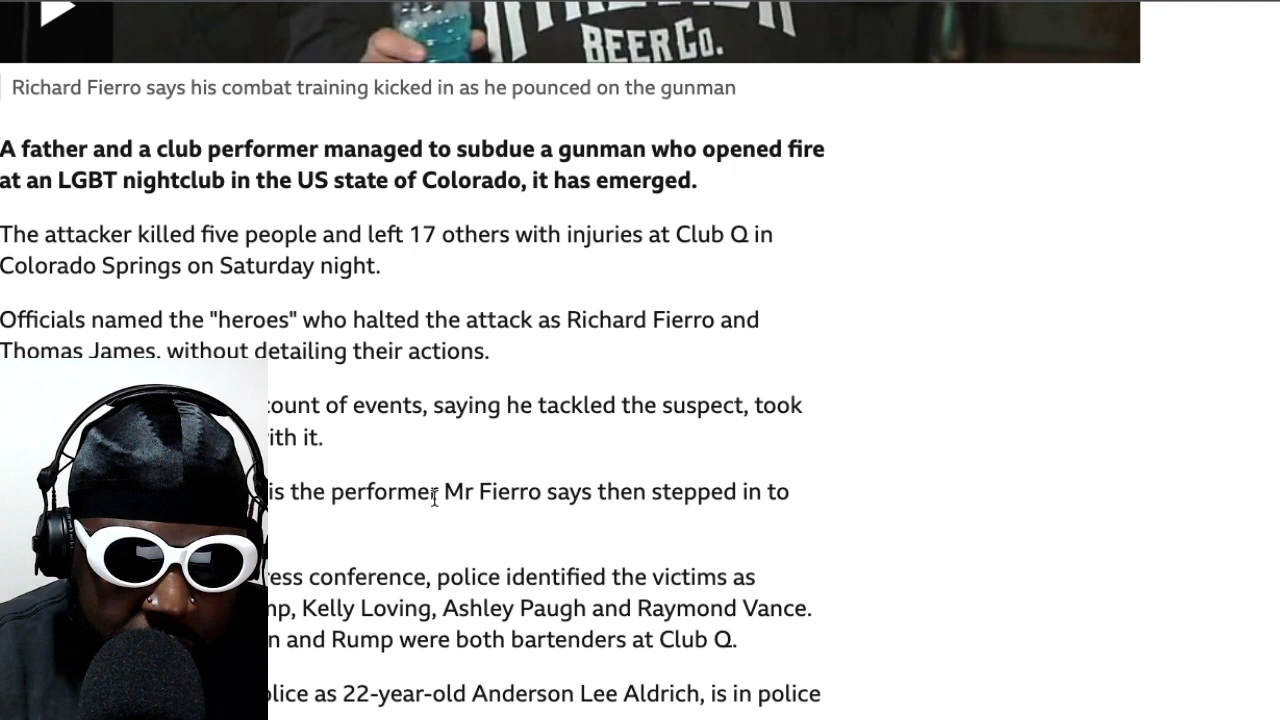 BEER Co.
Richard Fierro says his combat training kicked in as he pounced on the gunman
A father and a club performer managed to subdue a gunman who opened fire
at an LGBT nightclub in the US state of Colorado, it has emerged.
The attacker killed five people and left 17 others with injuries at Club Q in
Colorado Springs on Saturday night.
Officials named the "heroes" who halted the attack as Richard Fierro and
Thomas James, without detailing their actions.
count of events, saying he tackled the suspect, took
ith it.
is the performer Mr Fierro says then stepped in to
ress conference, police identified the victims as
mp, Kelly Loving, Ashley Paugh and Raymond Vance.
n and Rump were both bartenders at Club Q.
lice as 22-year-old Anderson Lee Aldrich, is in police